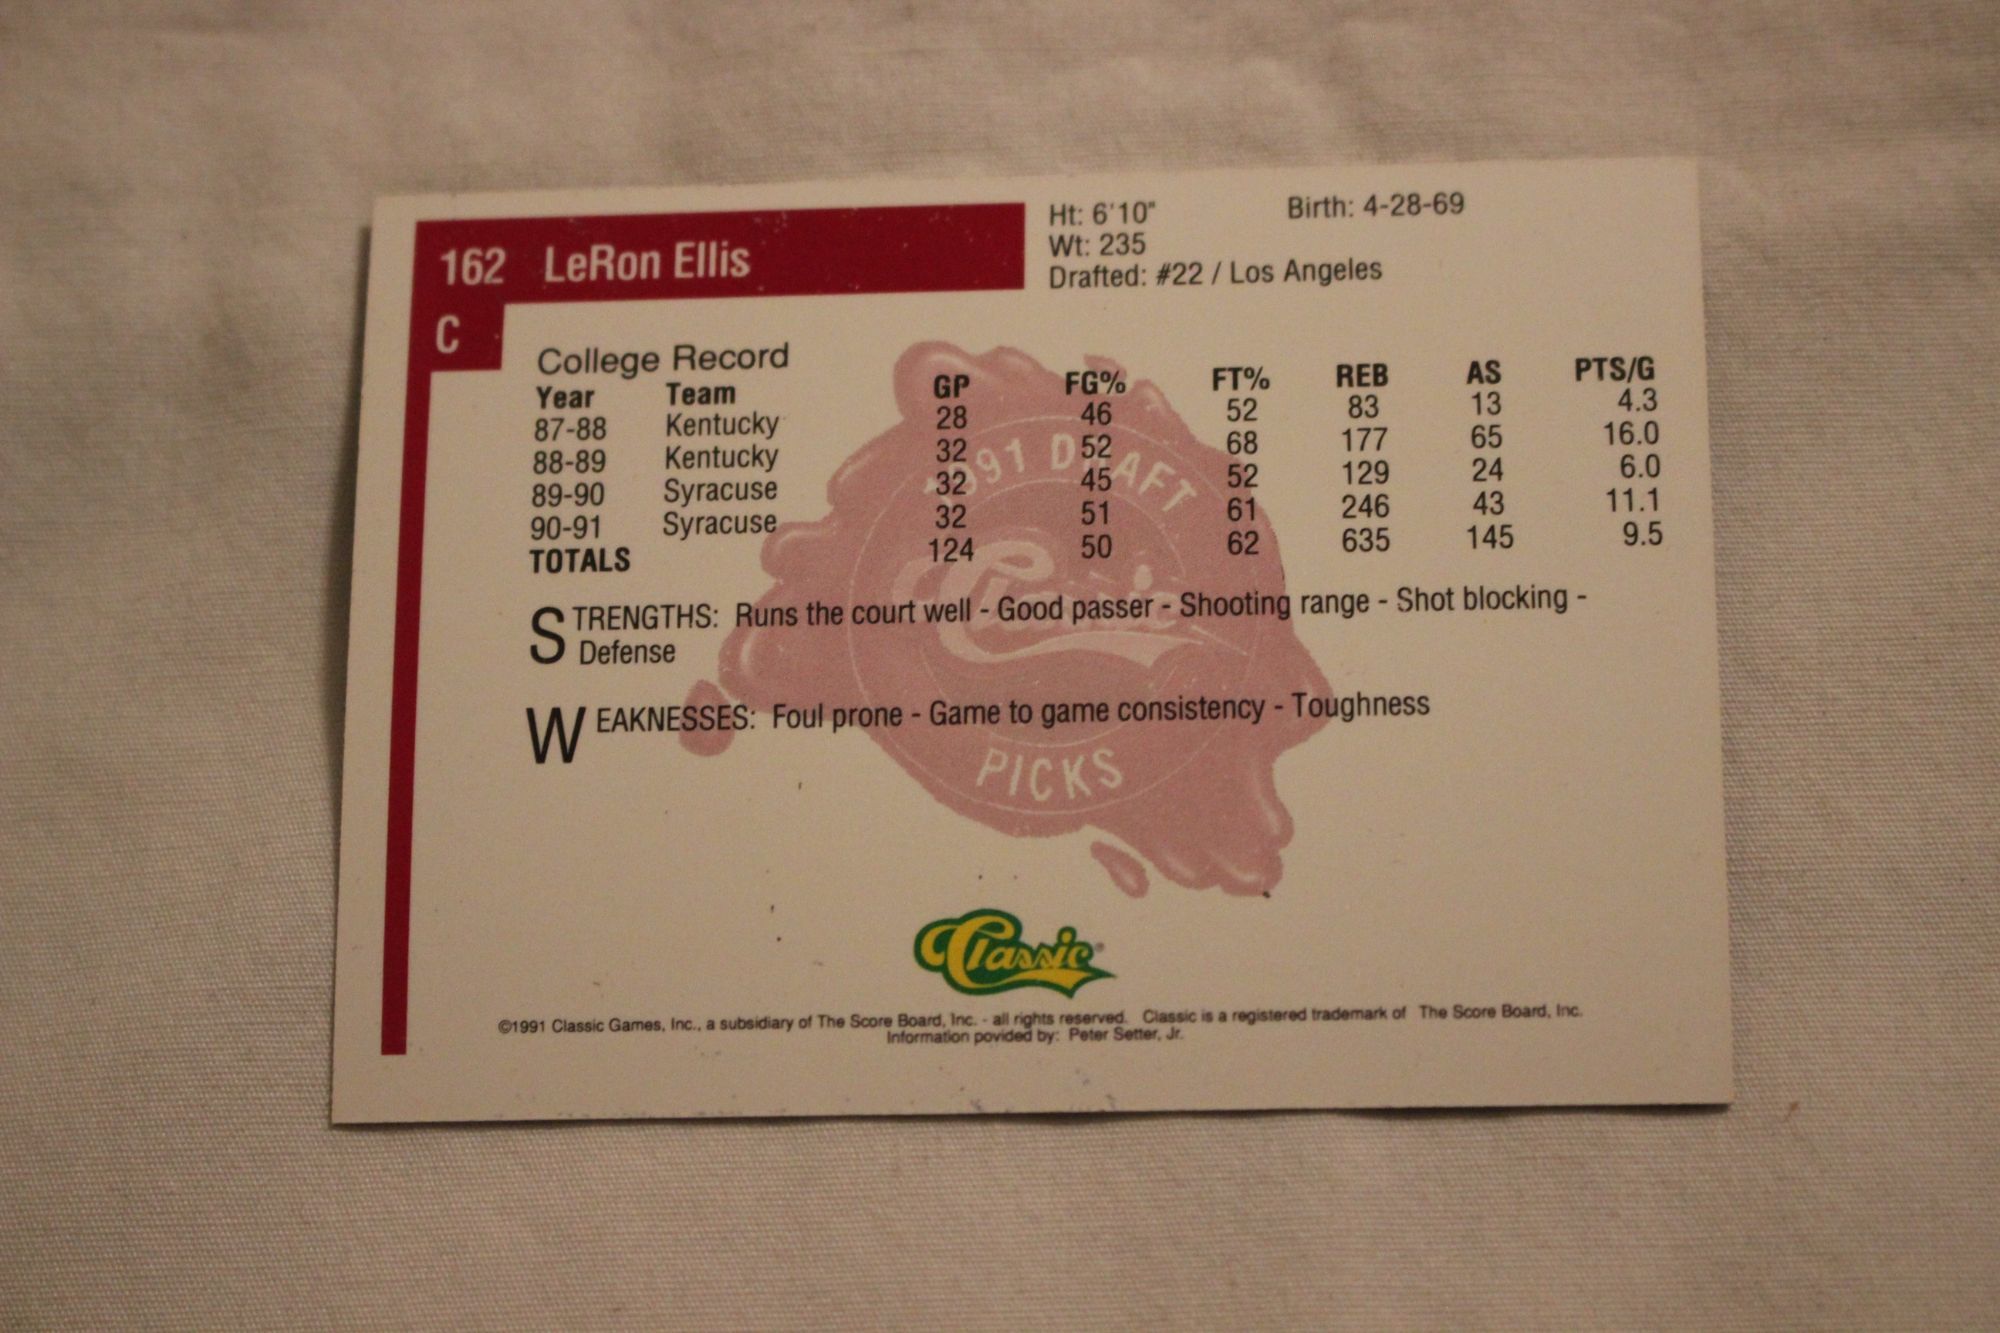 162 LeRon Ellis
C
Ht: 6'10" Birth: 4-28-69
Wt: 235
Drafted: #22 / Los Angeles
College Record
Year Team GP FG% FT% REB AS PTS/G
87-88 Kentucky 28 46 52 83 13 4.3
88-89 Kentucky 32 52 68 177 65 16.0
89-90 Syracuse 32 45 52 129 24 6.0
90-91 Syracuse 32 51 61 246 43 11.1
TOTALS 124 50 62 635 145 9.5
1991 DRAFT
Classic
PICKS
STRENGTHS: Runs the court well - Good passer - Shooting range - Shot blocking -
Defense
WEAKNESSES: Foul prone - Game to game consistency - Toughness
Classic®
©1991 Classic Games, Inc., a subsidiary of The Score Board, Inc. - all rights reserved. Classic is a registered trademark of The Score Board, Inc.
Information povided by: Peter Setter, Jr.